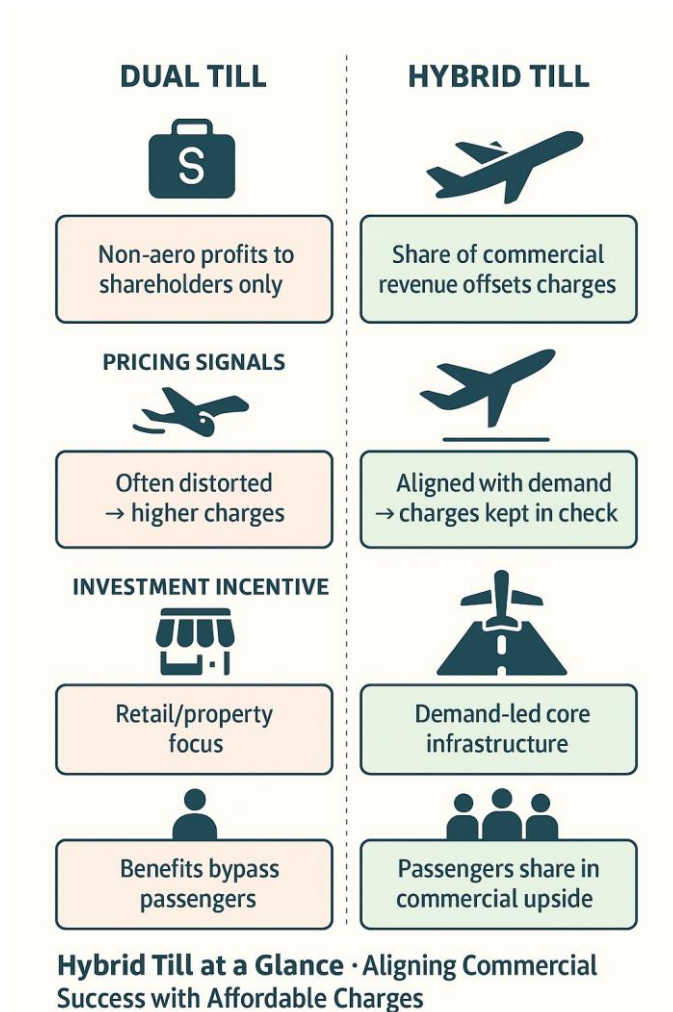 DUAL TILL
HYBRID TILL
S
Non-aero profits to
shareholders only
Share of commercial
revenue offsets charges
PRICING SIGNALS
Often distorted
→ higher charges
Aligned with demand
→ charges kept in check
INVESTMENT INCENTIVE
Retail/property
focus
Demand-led core
infrastructure
Benefits bypass
passengers
Passengers share in
commercial upside
Hybrid Till at a Glance · Aligning Commercial
Success with Affordable Charges